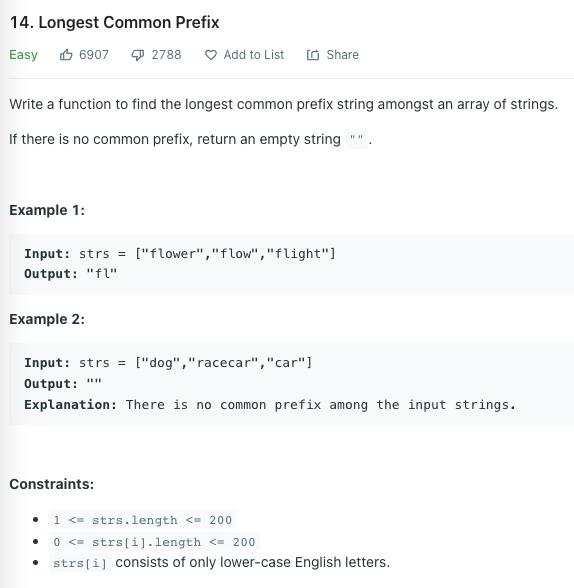 14. Longest Common Prefix
Easy 6907 2788 Add to List Share
Write a function to find the longest common prefix string amongst an array of strings.
If there is no common prefix, return an empty string "".
Example 1:
Input: strs = ["flower","flow","flight"]
Output: "fl"
Example 2:
Input: strs = ["dog","racecar","car"]
Output: ""
Explanation: There is no common prefix among the input strings.
Constraints:
• 1 <= strs.length <= 200
• 0 <= strs[i].length <= 200
• strs[i] consists of only lower-case English letters.